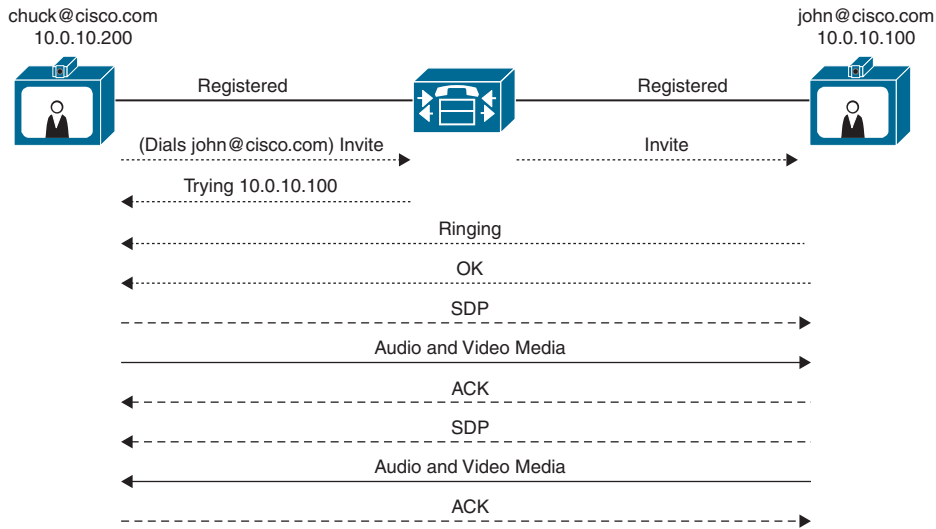 chuck@cisco.com
10.0.10.200
john@cisco.com
10.0.10.100
Registered
Registered
(Dials john@cisco.com) Invite
Invite
Trying 10.0.10.100
Ringing
OK
SDP
Audio and Video Media
ACK
SDP
Audio and Video Media
ACK